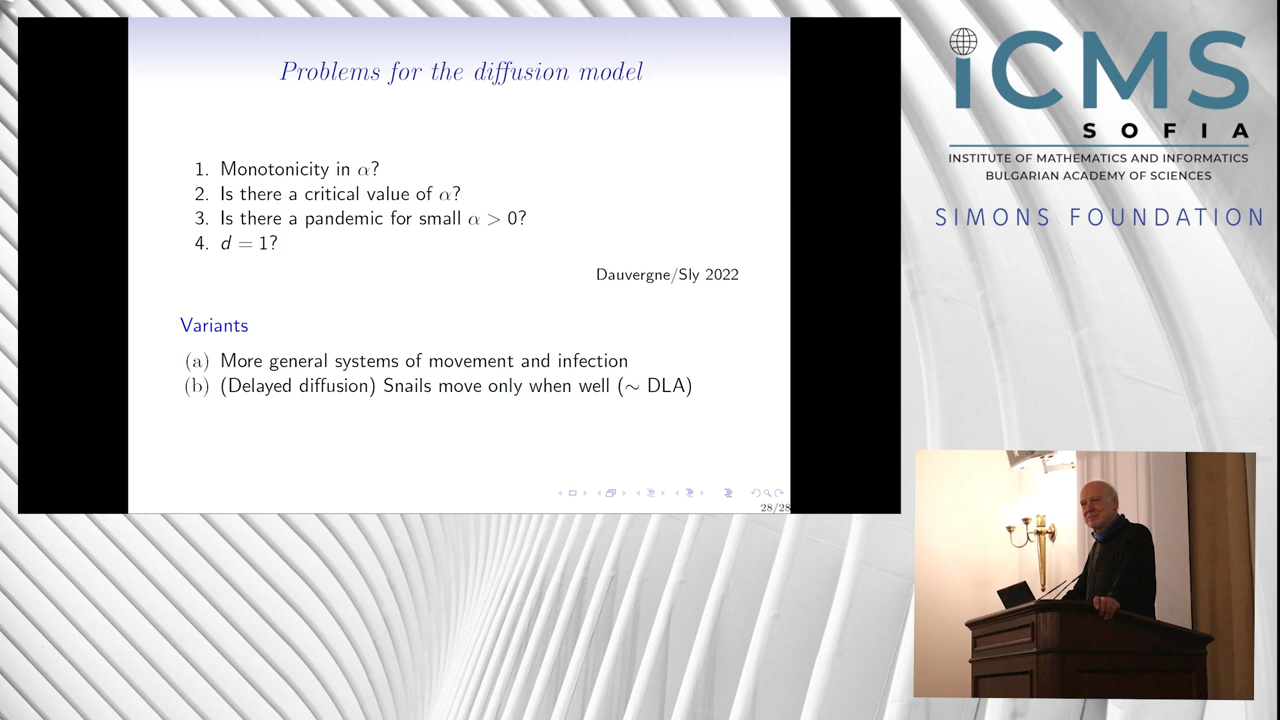 Problems for the diffusion model
1. Monotonicity in α?
2. Is there a critical value of α?
3. Is there a pandemic for small α > 0?
4. d = 1?
Dauvergne/Sly 2022
Variants
(a) More general systems of movement and infection
(b) (Delayed diffusion) Snails move only when well (∼ DLA)
28/28
iCMS
SOFIA
INSTITUTE OF MATHEMATICS AND INFORMATICS
BULGARIAN ACADEMY OF SCIENCES
SIMONS FOUNDATION